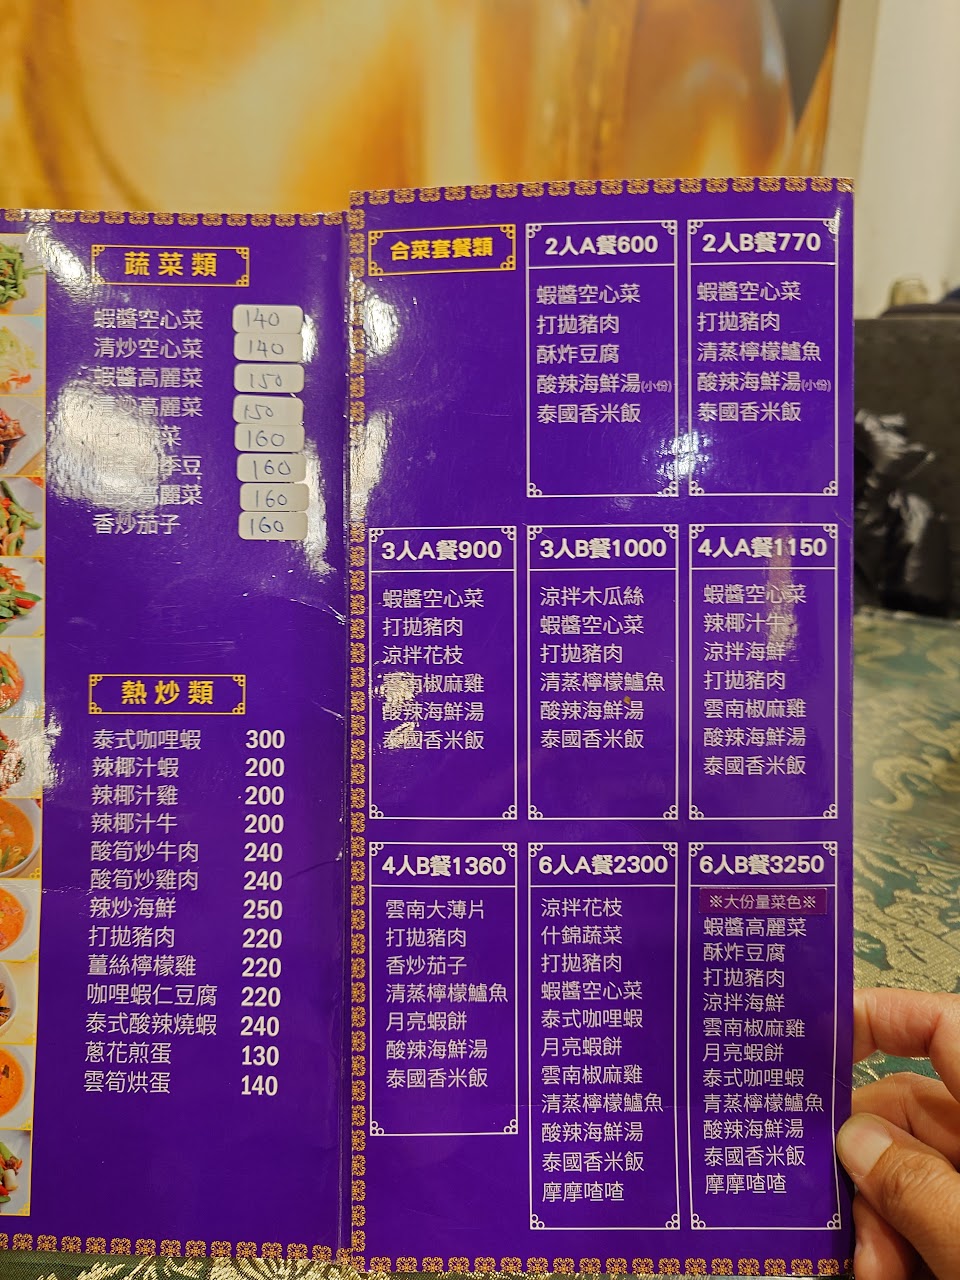 蔬菜類
蝦醬空心菜 140
清炒空心菜 140
蝦醬高麗菜 150
清炒高麗菜 150
菜 160
季豆 160
高麗菜 160
香炒茄子 160
熱炒類
泰式咖哩蝦 300
辣椰汁蝦 200
辣椰汁雞 200
辣椰汁牛 200
酸筍炒牛肉 240
酸筍炒雞肉 240
辣炒海鮮 250
打拋豬肉 220
薑絲檸檬雞 220
咖哩蝦仁豆腐 220
泰式酸辣燒蝦 240
蔥花煎蛋 130
雲筍烘蛋 140
合菜套餐類
2人A餐600
蝦醬空心菜
打拋豬肉
酥炸豆腐
酸辣海鮮湯(小份)
泰國香米飯
2人B餐770
蝦醬空心菜
打拋豬肉
清蒸檸檬鱸魚
酸辣海鮮湯(小份)
泰國香米飯
3人A餐900
蝦醬空心菜
打拋豬肉
涼拌花枝
雲南椒麻雞
酸辣海鮮湯
泰國香米飯
3人B餐1000
涼拌木瓜絲
蝦醬空心菜
打拋豬肉
清蒸檸檬鱸魚
酸辣海鮮湯
泰國香米飯
4人A餐1150
蝦醬空心菜
辣椰汁牛
涼拌海鮮
打拋豬肉
雲南椒麻雞
酸辣海鮮湯
泰國香米飯
4人B餐1360
雲南大薄片
打拋豬肉
香炒茄子
清蒸檸檬鱸魚
月亮蝦餅
酸辣海鮮湯
泰國香米飯
6人A餐2300
涼拌花枝
什錦蔬菜
打拋豬肉
蝦醬空心菜
泰式咖哩蝦
月亮蝦餅
雲南椒麻雞
清蒸檸檬鱸魚
酸辣海鮮湯
泰國香米飯
摩摩喳喳
6人B餐3250
※大份量菜色※
蝦醬高麗菜
酥炸豆腐
打拋豬肉
涼拌海鮮
雲南椒麻雞
月亮蝦餅
泰式咖哩蝦
青蒸檸檬鱸魚
酸辣海鮮湯
泰國香米飯
摩摩喳喳